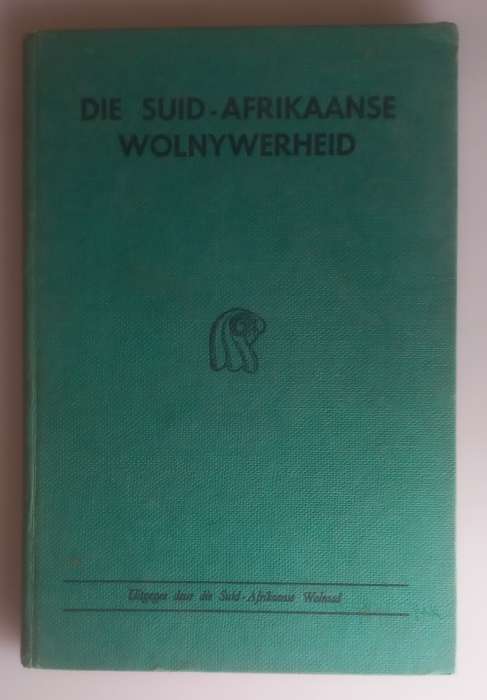 DIE SUID-AFRIKAANSE
WOLNYWERHEID
Uitgegee deur die Suid-Afrikaanse Wolraad